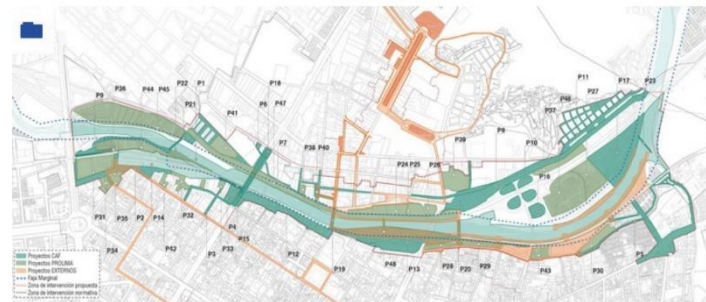 P9
P36
P44
P45
P22
P1
P21
P41
P18
P6
P47
P7
P38
P40
P24
P25
P26
P39
P9
P10
P37
P46
P11
P27
P17
P23
P16
P31
P35
P2
P14
P34
P32
P42
P3
P4
P33
P15
P12
P19
P48
P13
P28
P20
P29
P43
P30
P5
Proyectos CAF
Proyectos PROLIMA
Proyectos EXTERNOS
Faja Marginal
Zona de intervención propuesta
Zona de intervención normativa